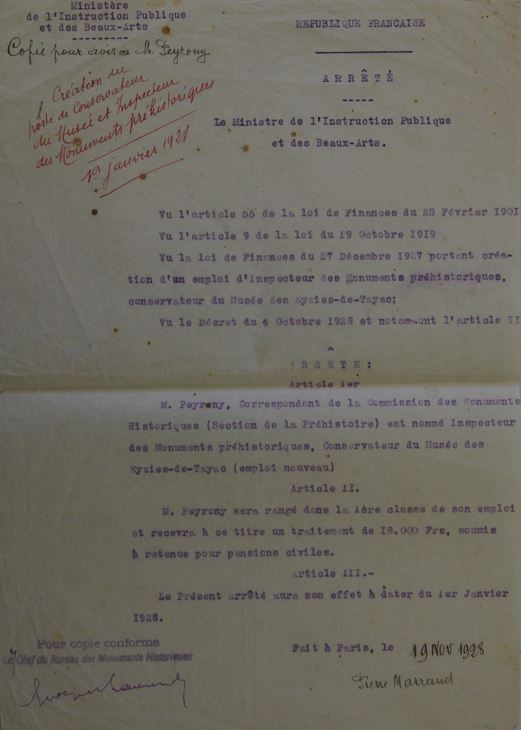 Ministère
de l'Instruction Publique
et des Beaux-Arts
Copié pour avis à M. Peyrony
Création du
poste de Conservateur
du Musée et Inspecteur
des Monuments préhistoriques
1er janvier 1928
REPUBLIQUE FRANCAISE
ARRÊTÉ
Le Ministre de l'Instruction Publique
et des Beaux-Arts.
Vu l'article 55 de la loi de Finances du 25 Février 1901
Vu l'article 9 de la loi du 19 Octobre 1919
Vu la loi de Finances du 27 Décembre 1927 portant créa-
tion d'un emploi d'Inspecteur des Monuments préhistoriques,
conservateur du Musée des Eyzies-de-Tayac;
Vu le Décret du 4 Octobre 1928 et notamment l'article II
ARRETE :
Article 1er
M. Peyrony, Correspondant de la Commission des Monuments
Historiques (Section de la Préhistoire) est nommé Inspecteur
des Monuments préhistoriques, Conservateur du Musée des
Eyzies-de-Tayac (emploi nouveau)
Article II.
M. Peyrony sera rangé dans la 1ère classe de son emploi
et recevra à ce titre un traitement de 18.000 Frs, soumis
à retenue pour pensions civiles.
Article III.-
Le Présent arrêté aura son effet à dater du 1er Janvier
1928.
Pour copie conforme
Le Chef du Bureau des Monuments Historiques
Fait à Paris, le 19 NOV 1928
Pierre Marraud